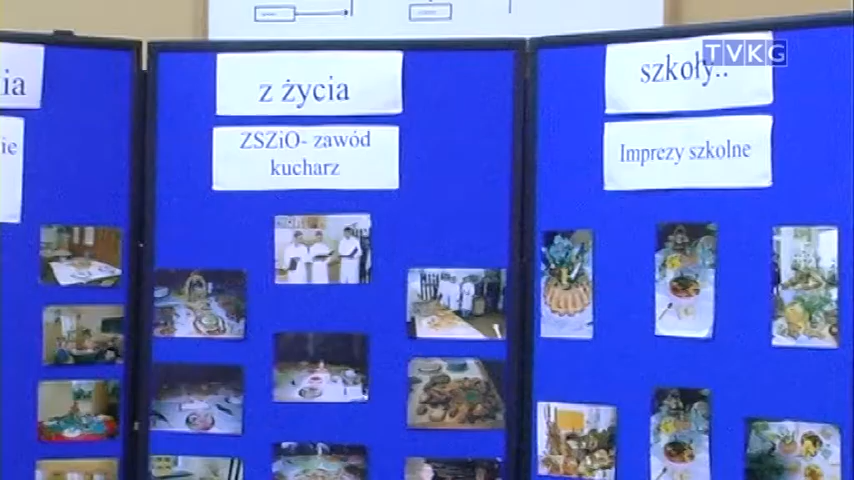 TVKG
ia
z życia
szkoły..
ie
ZSZiO- zawód
kucharz
Imprezy szkolne